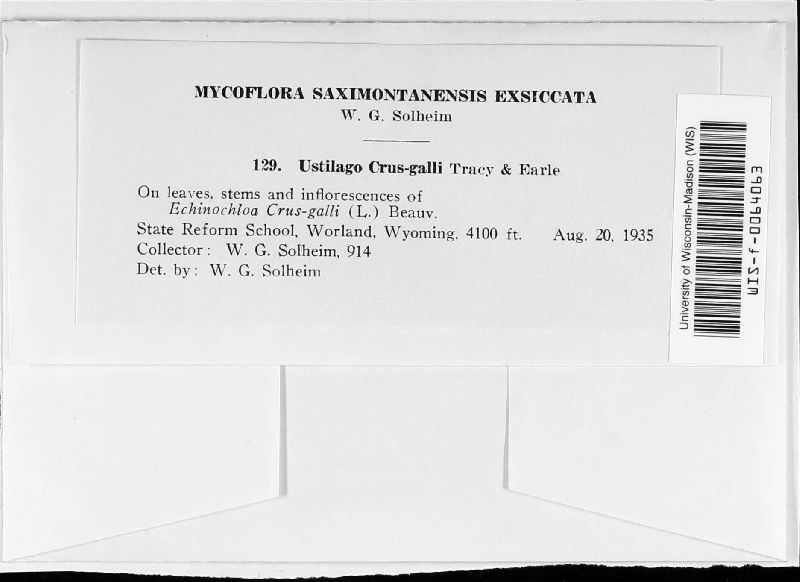 MYCOFLORA SAXIMONTANENSIS EXSICCATA
W. G. Solheim
129. Ustilago Crus-galli Tracy & Earle
On leaves, stems and inflorescences of
Echinochloa Crus-galli (L.) Beauv.
State Reform School, Worland, Wyoming, 4100 ft. Aug. 20, 1935
Collector: W. G. Solheim, 914
Det. by: W. G. Solheim
University of Wisconsin-Madison (WIS)
WIS-f-0094093